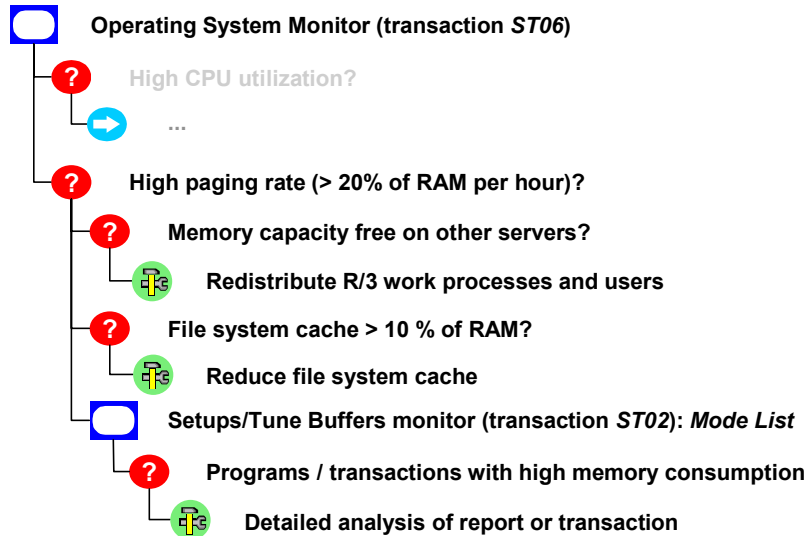 Operating System Monitor (transaction ST06)
? High CPU utilization?
...
? High paging rate (> 20% of RAM per hour)?
? Memory capacity free on other servers?
Redistribute R/3 work processes and users
? File system cache > 10 % of RAM?
Reduce file system cache
Setups/Tune Buffers monitor (transaction ST02): Mode List
? Programs / transactions with high memory consumption
Detailed analysis of report or transaction